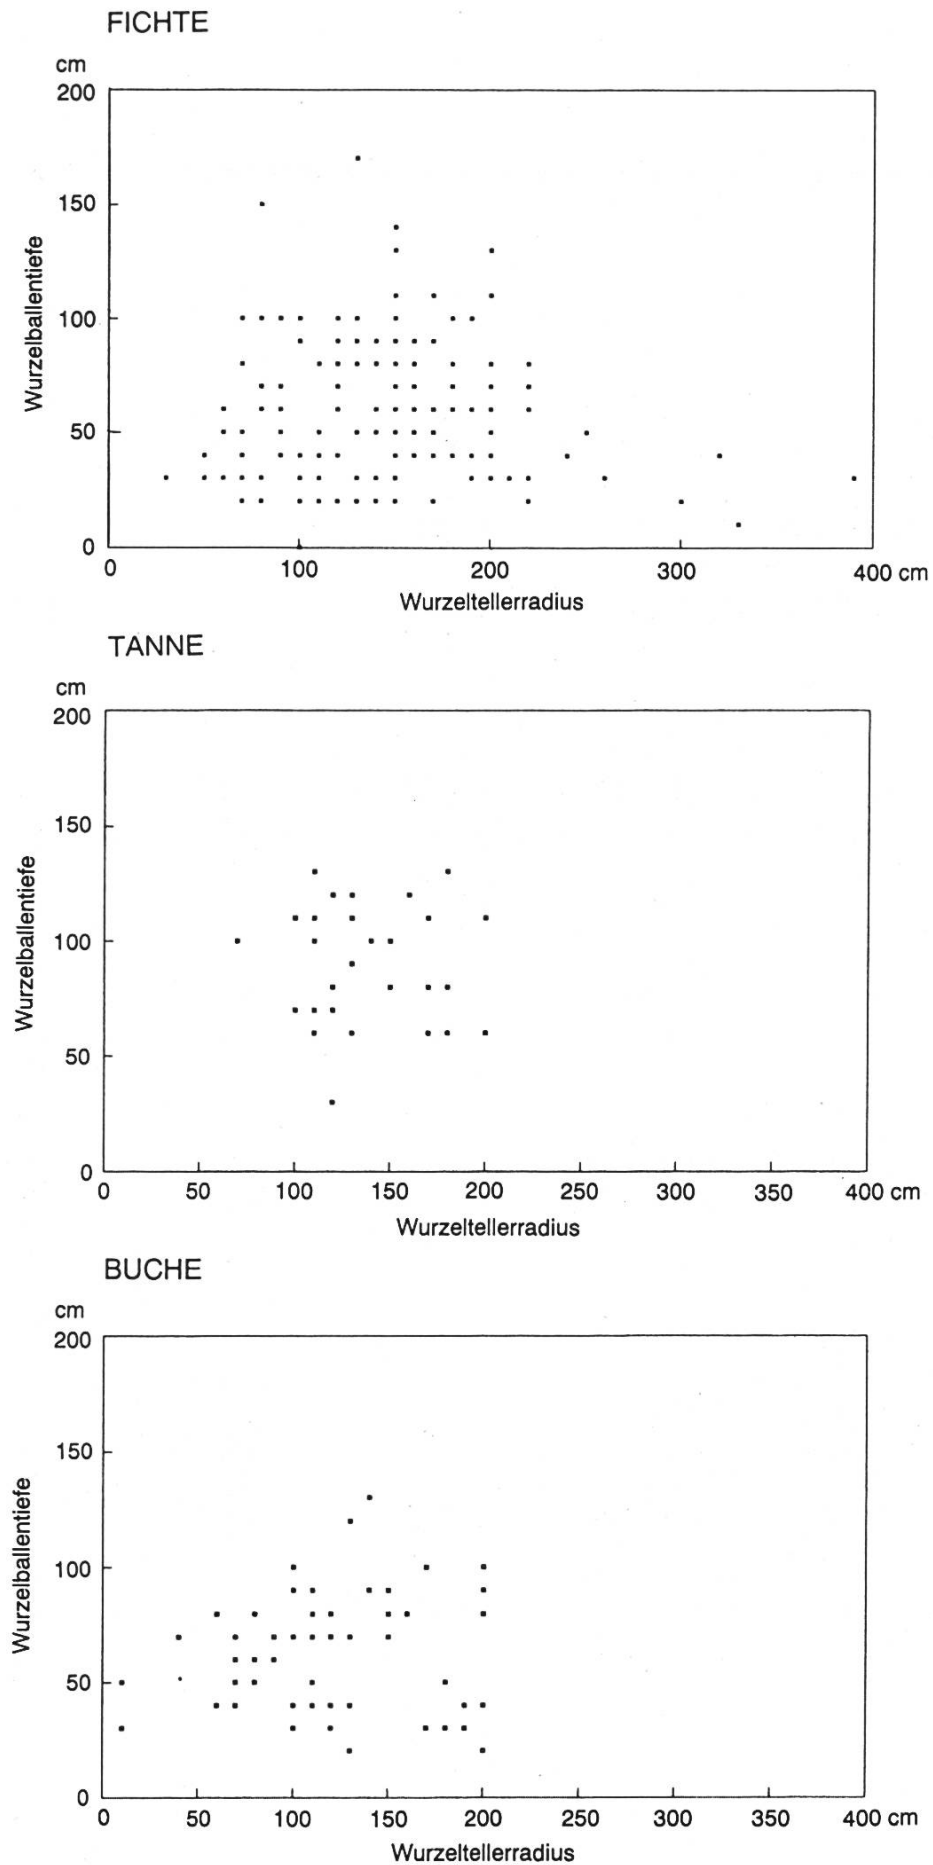 FICHTE
cm
200
150
100
50
0
Wurzelballentiefe
0 100 200 300 400 cm
Wurzeltellerradius
TANNE
cm
200
150
100
50
0
Wurzelballentiefe
0 50 100 150 200 250 300 350 400 cm
Wurzeltellerradius
BUCHE
cm
200
150
100
50
0
Wurzelballentiefe
0 50 100 150 200 250 300 350 400 cm
Wurzeltellerradius